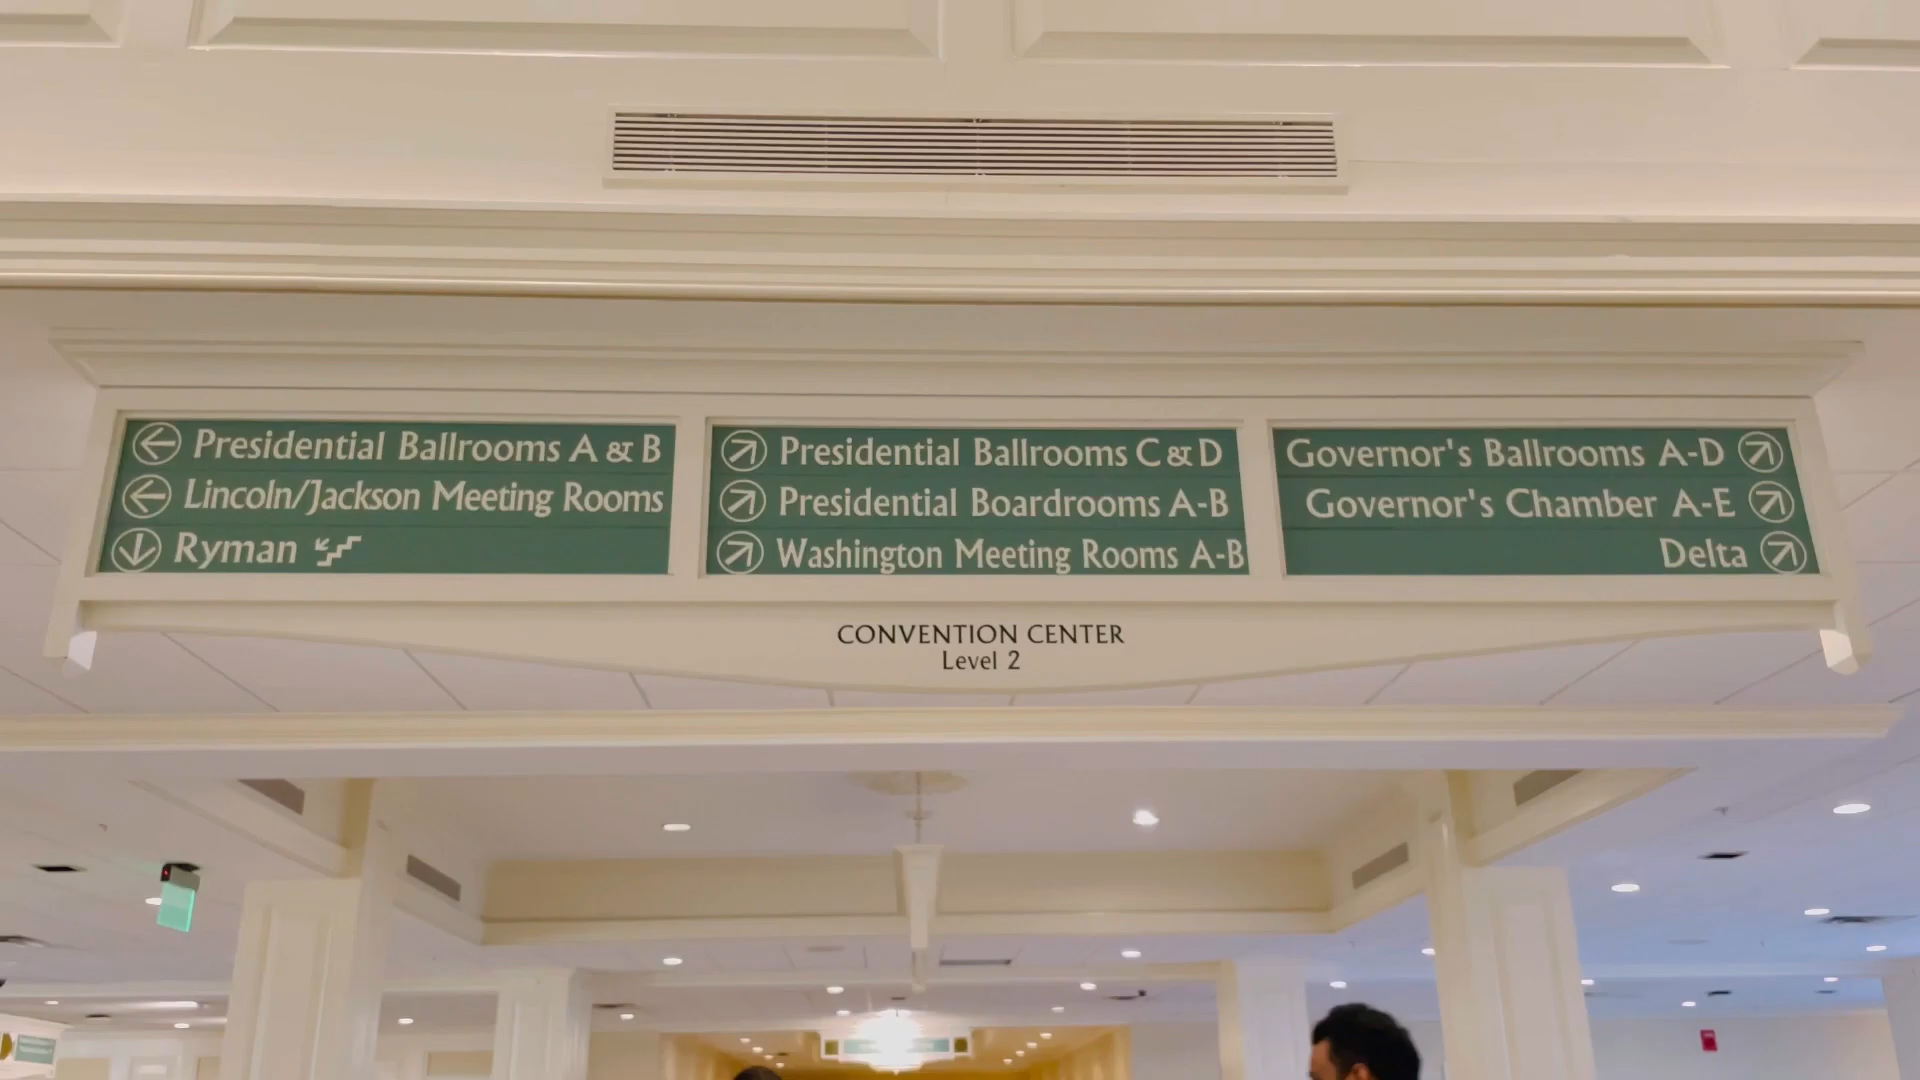 Presidential Ballrooms A & B
Lincoln/Jackson Meeting Rooms
Ryman
Presidential Ballrooms C & D
Presidential Boardrooms A-B
Washington Meeting Rooms A-B
Governor's Ballrooms A-D
Governor's Chamber A-E
Delta
CONVENTION CENTER
Level 2